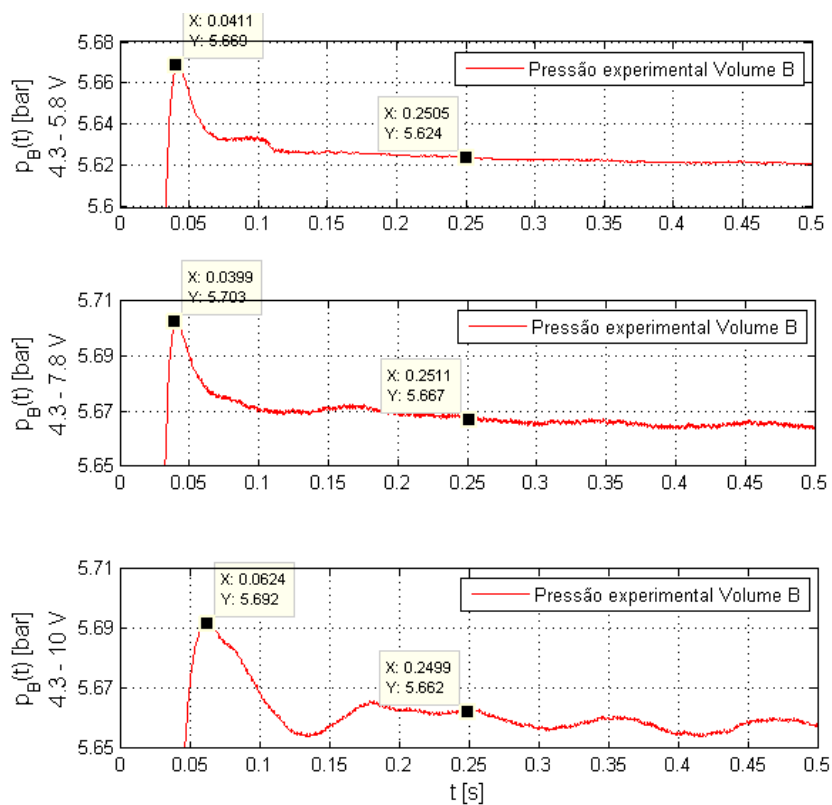 X: 0.0411
Y: 5.669
5.68
5.66
5.64
5.62
5.6
p_B(t) [bar]
4.3 - 5.8 V
Pressão experimental Volume B
X: 0.2505
Y: 5.624
0 0.05 0.1 0.15 0.2 0.25 0.3 0.35 0.4 0.45 0.5
X: 0.0399
Y: 5.703
5.71
5.69
5.67
5.65
p_B(t) [bar]
4.3 - 7.8 V
Pressão experimental Volume B
X: 0.2511
Y: 5.667
0 0.05 0.1 0.15 0.2 0.25 0.3 0.35 0.4 0.45 0.5
X: 0.0624
Y: 5.692
5.71
5.69
5.67
5.65
p_B(t) [bar]
4.3 - 10 V
Pressão experimental Volume B
X: 0.2499
Y: 5.662
0 0.05 0.1 0.15 0.2 0.25 0.3 0.35 0.4 0.45 0.5
t [s]